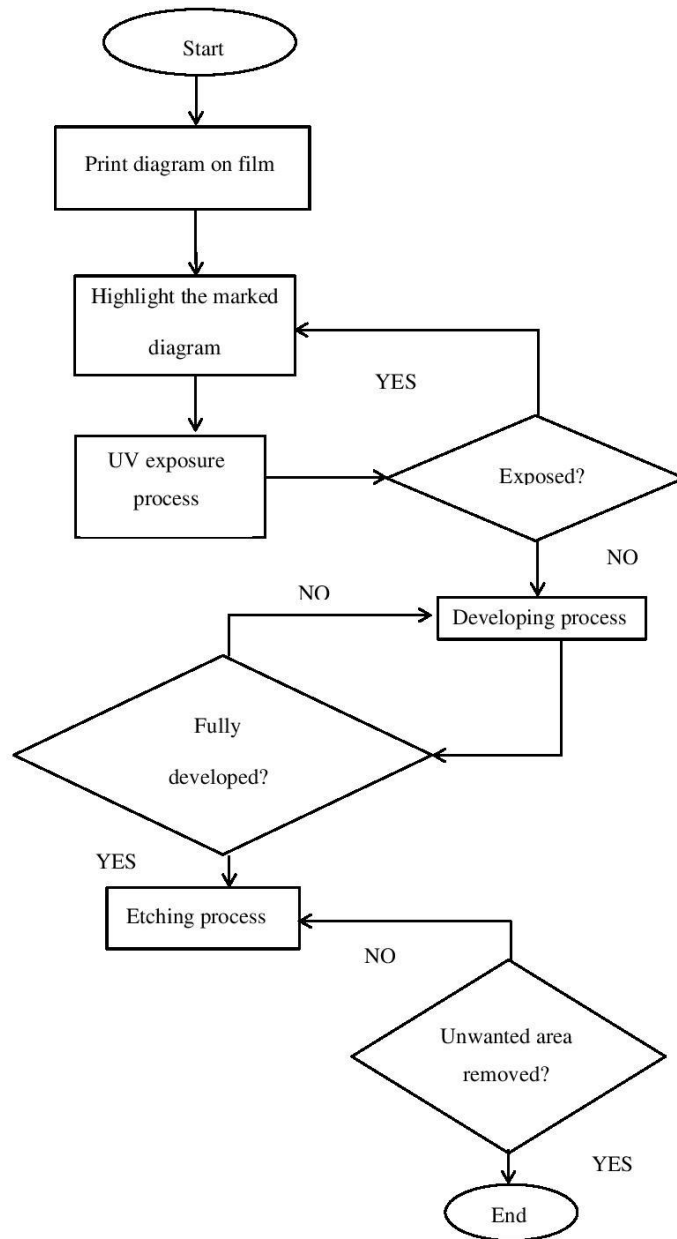 Start
Print diagram on film
Highlight the marked
diagram
YES
UV exposure
process
Exposed?
NO
NO
Developing process
Fully
developed?
YES
Etching process
NO
Unwanted area
removed?
YES
End